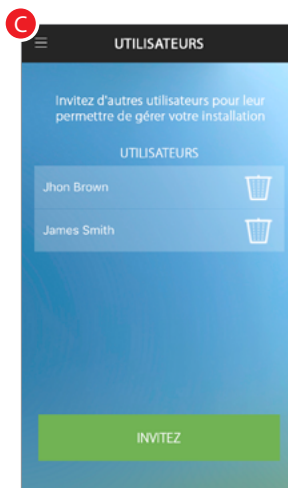 C
UTILISATEURS
Invitez d'autres utilisateurs pour leur
permettre de gérer votre installation
UTILISATEURS
Jhon Brown
James Smith
INVITEZ